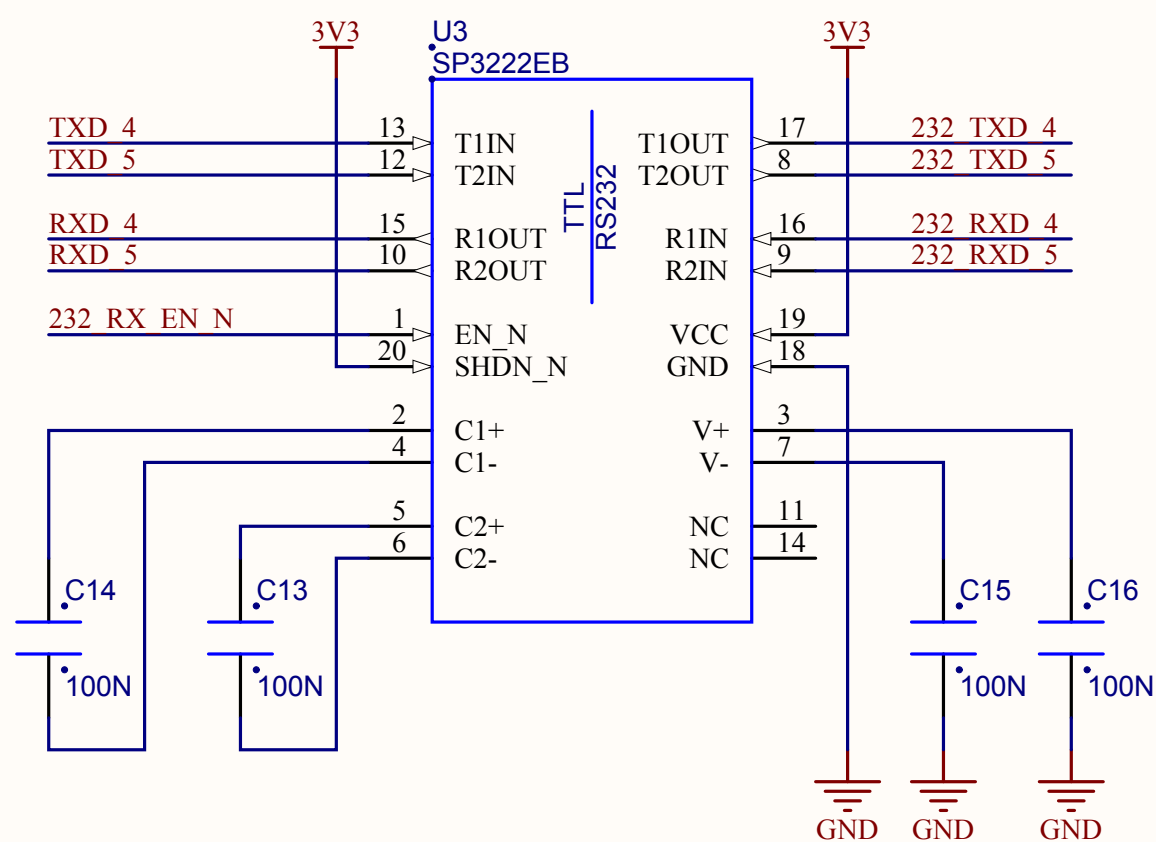 3V3
U3
SP3222EB
3V3
TXD_4 13 T1IN T1OUT 17 232_TXD_4
TXD_5 12 T2IN T2OUT 8 232_TXD_5
TTL
RS232
RXD_4 15 R1OUT R1IN 16 232_RXD_4
RXD_5 10 R2OUT R2IN 9 232_RXD_5
232_RX_EN_N 1 EN_N VCC 19
20 SHDN_N GND 18
2 C1+ V+ 3
4 C1- V- 7
5 C2+ NC 11
6 C2- NC 14
C14 C13 C15 C16
100N 100N 100N 100N
GND GND GND